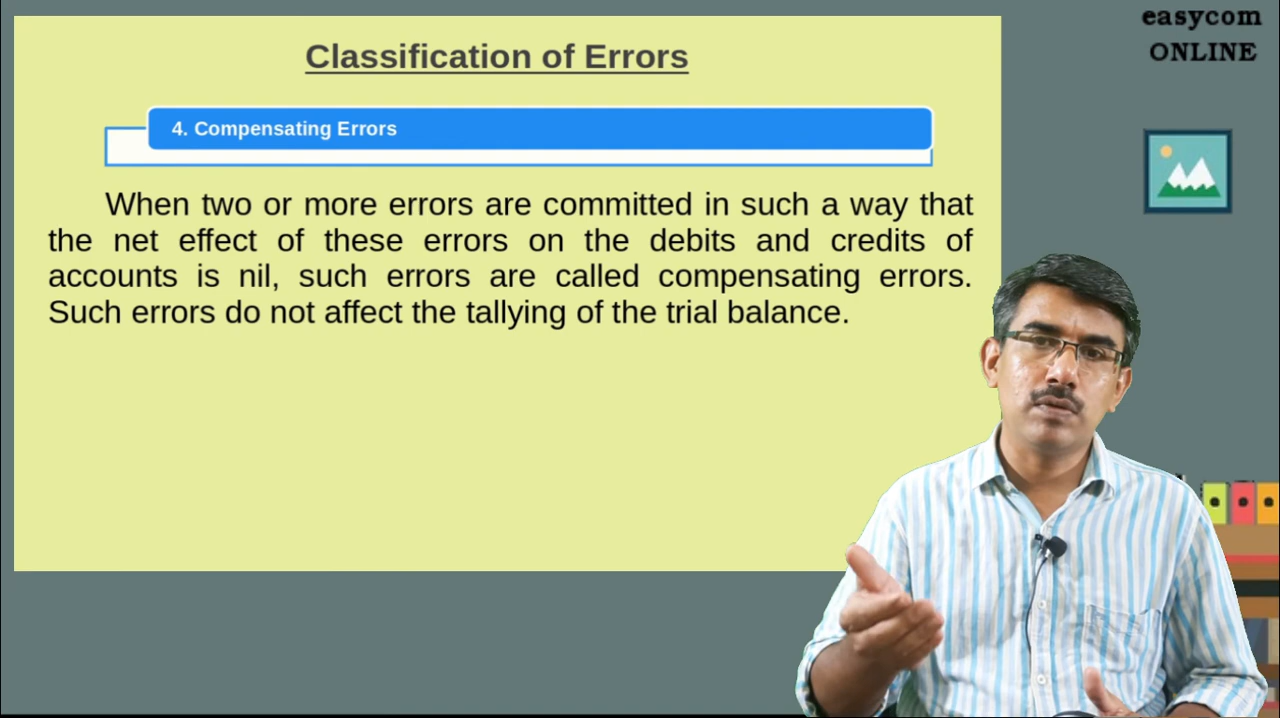 easycom
ONLINE
Classification of Errors
4. Compensating Errors
When two or more errors are committed in such a way that
the net effect of these errors on the debits and credits of
accounts is nil, such errors are called compensating errors.
Such errors do not affect the tallying of the trial balance.